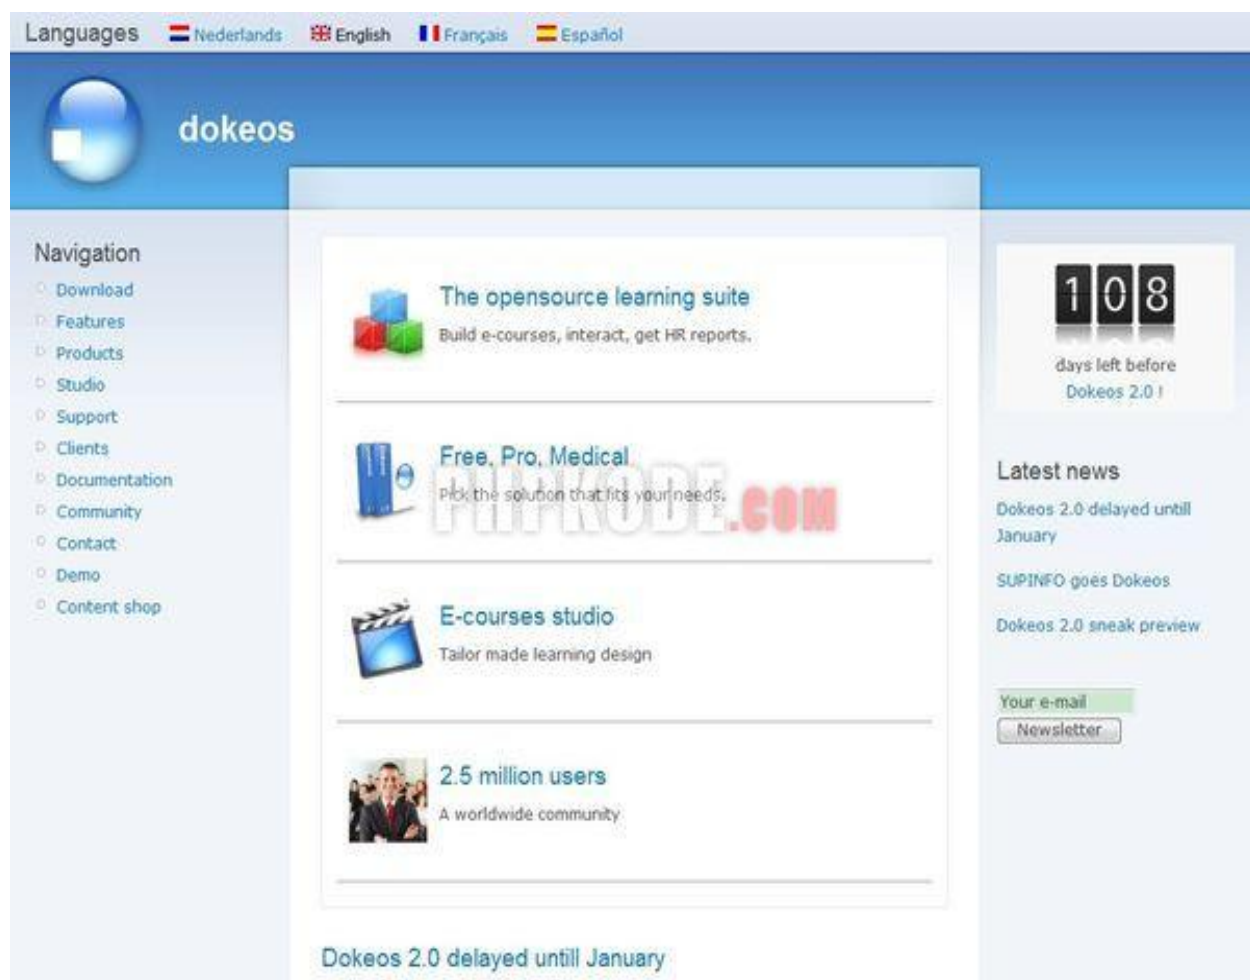 Languages Nederlands English Français Español
dokeos
Navigation
Download
Features
Products
Studio
Support
Clients
Documentation
Community
Contact
Demo
Content shop
The opensource learning suite
Build e-courses, interact, get HR reports.
Free, Pro, Medical
Pick the solution that fits your needs.
PHPKODE.COM
E-courses studio
Tailor made learning design
2.5 million users
A worldwide community
Dokeos 2.0 delayed untill January
108
days left before
Dokeos 2.0 !
Latest news
Dokeos 2.0 delayed untill
January
SUPINFO goes Dokeos
Dokeos 2.0 sneak preview
Your e-mail
Newsletter